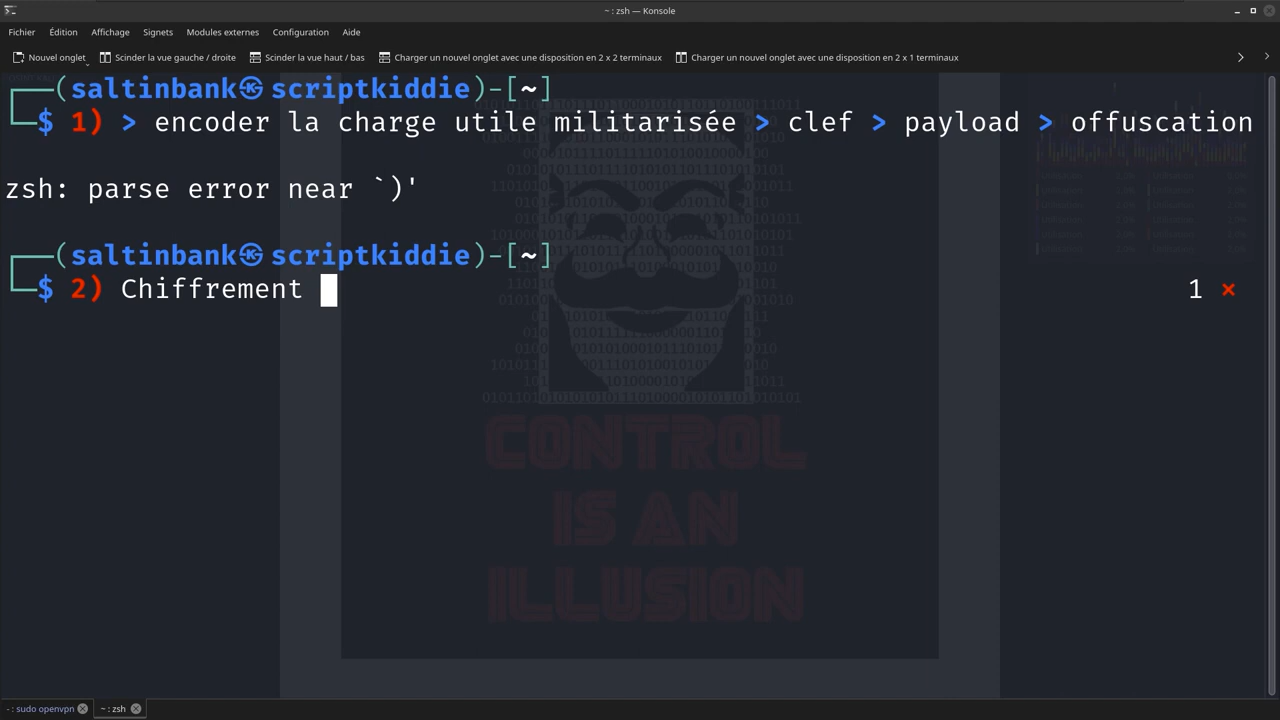 ~ : zsh — Konsole
Fichier Édition Affichage Signets Modules externes Configuration Aide
Nouvel onglet Scinder la vue gauche / droite Scinder la vue haut / bas Charger un nouvel onglet avec une disposition en 2 x 2 terminaux Charger un nouvel onglet avec une disposition en 2 x 1 terminaux
┌──(saltinbank㉿scriptkiddie)-[~]
└─$ 1) > encoder la charge utile militarisée > clef > payload > offuscation
zsh: parse error near `)'
┌──(saltinbank㉿scriptkiddie)-[~]
└─$ 2) Chiffrement 1 ×
CONTROL
IS AN
ILLUSION
- : sudo openvpn ~ : zsh